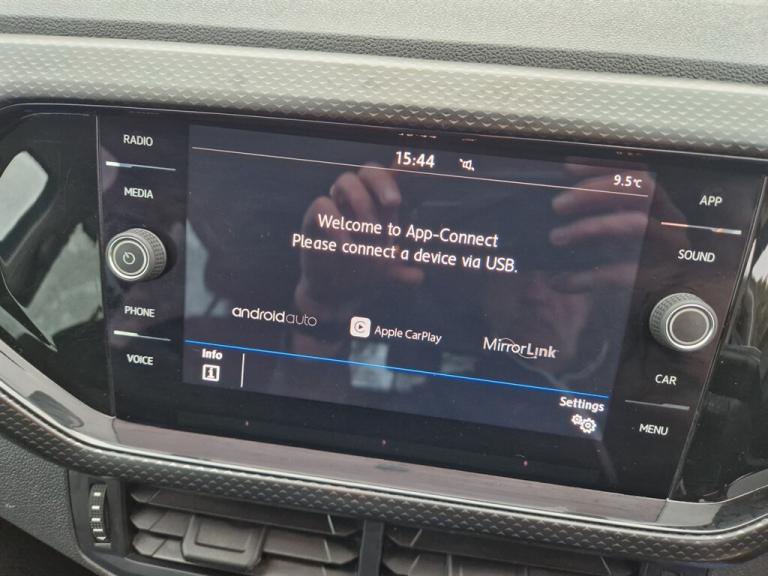 RADIO
MEDIA
PHONE
VOICE
15:44
9.5°C
Welcome to App-Connect
Please connect a device via USB.
androidauto
Apple CarPlay
MirrorLink
Info
Settings
APP
SOUND
CAR
MENU